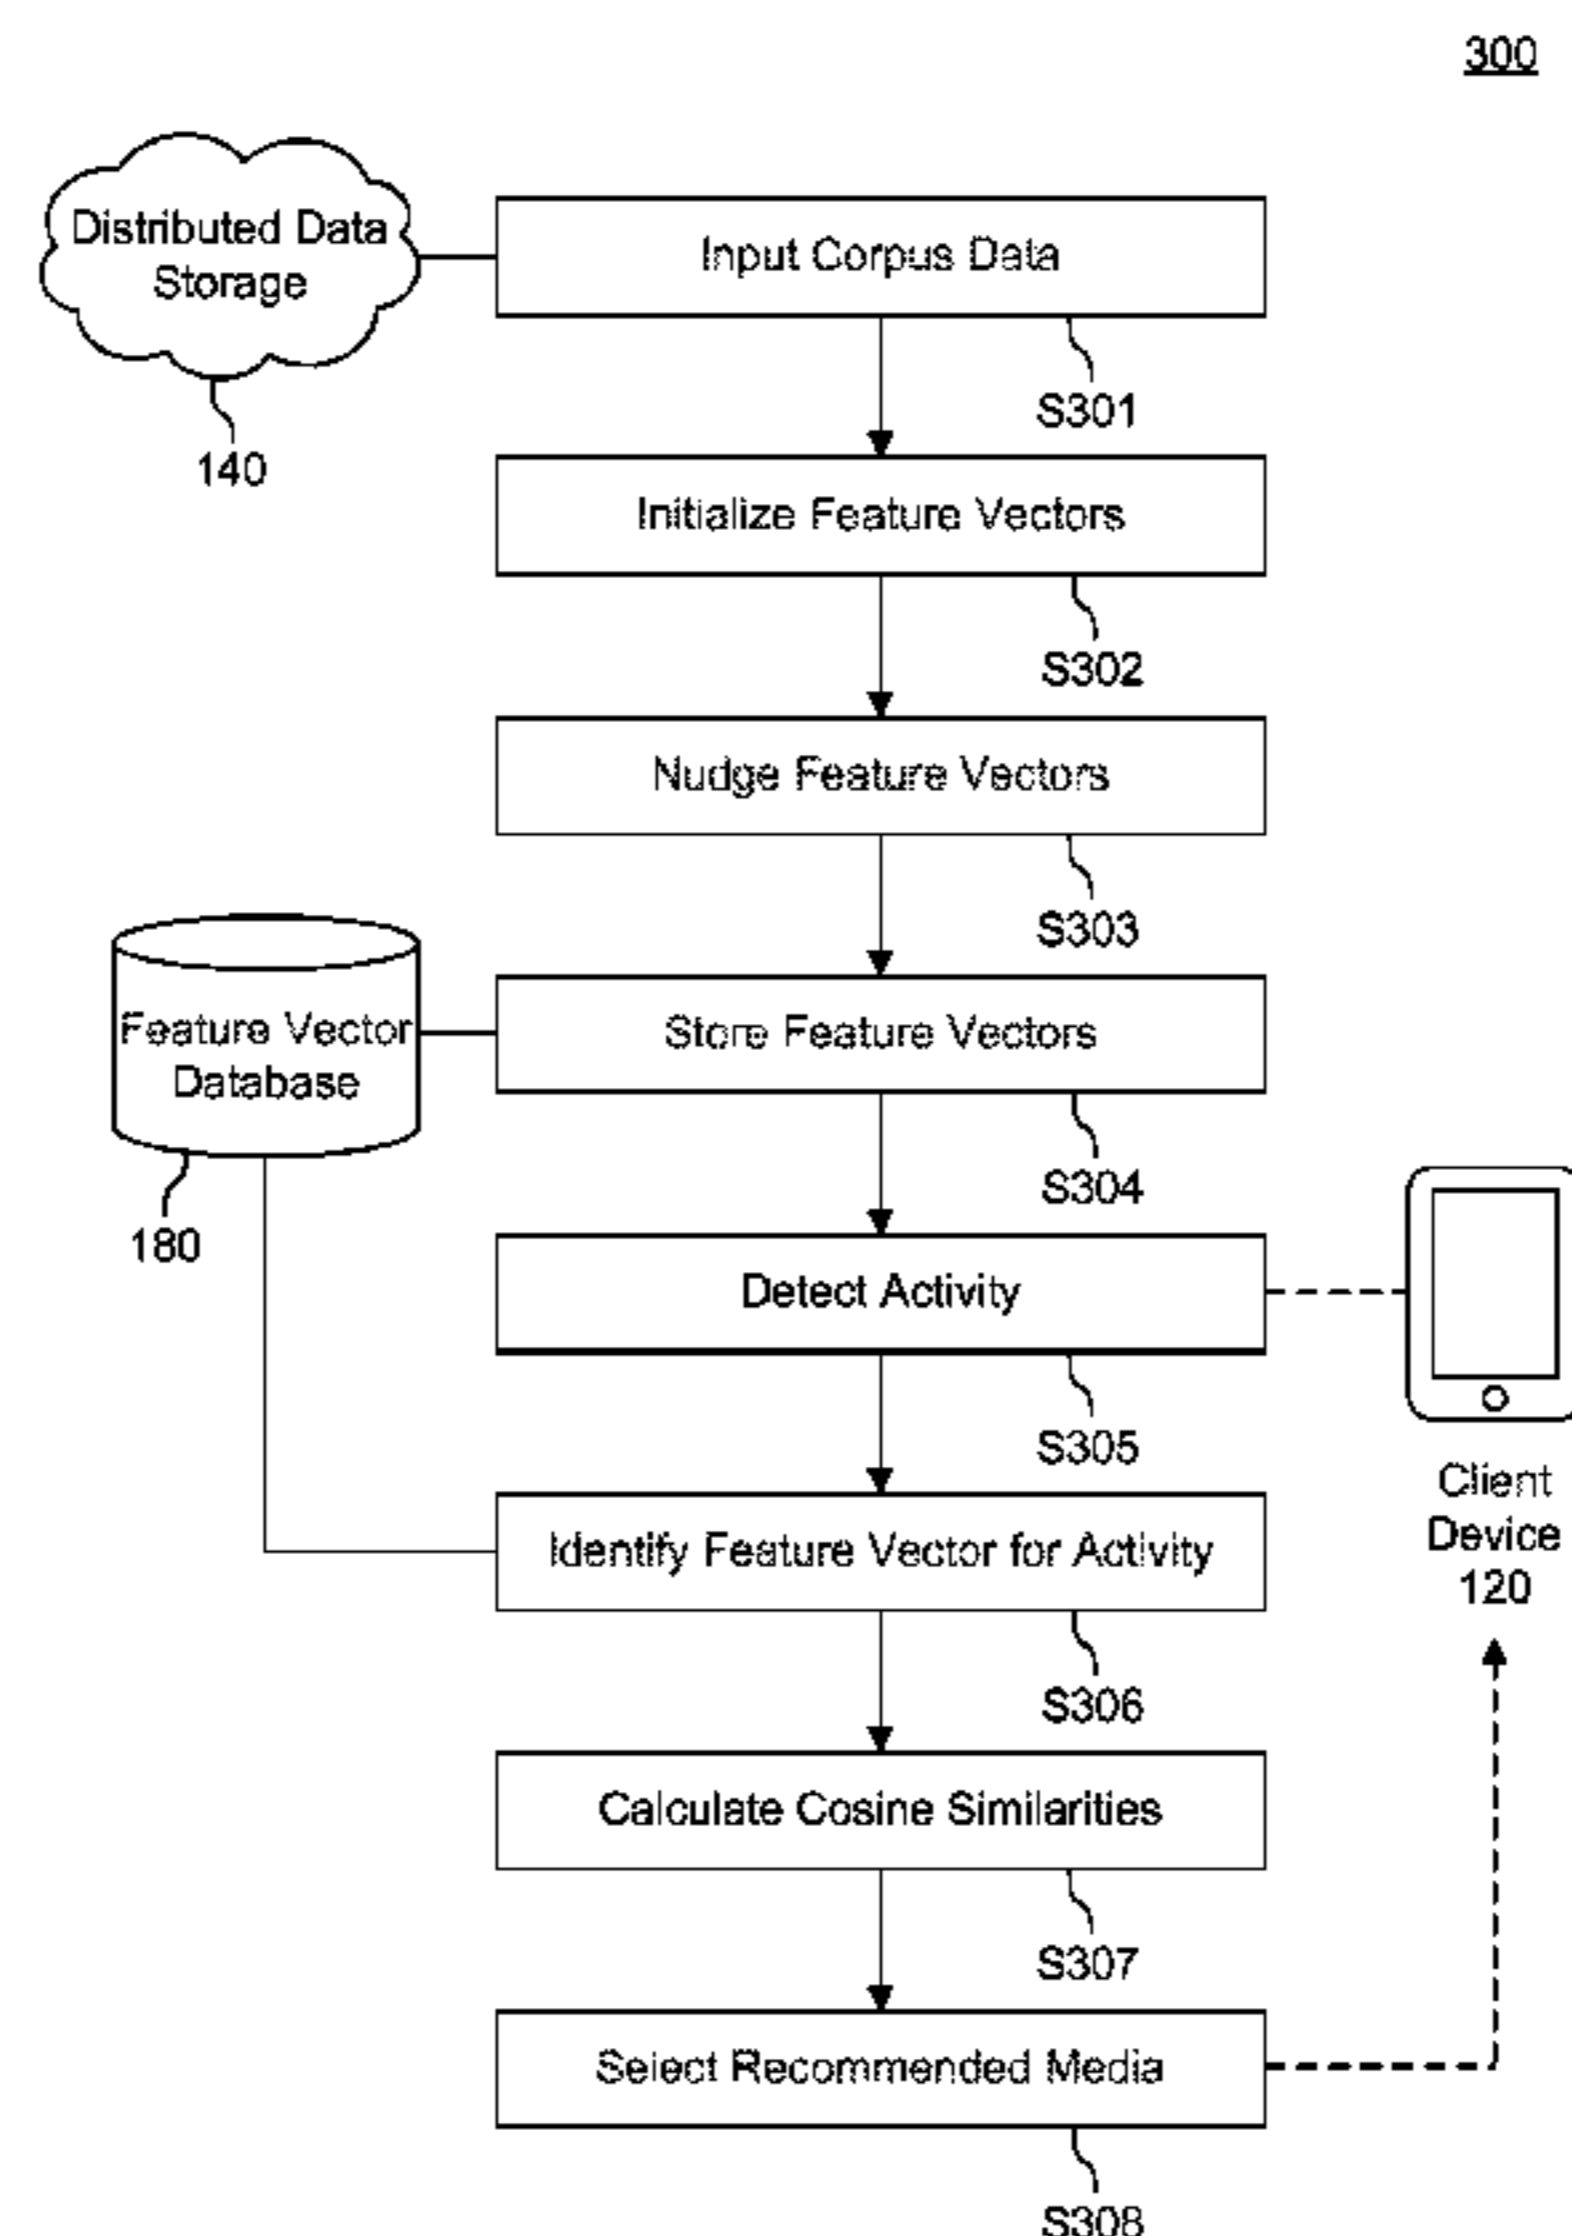 300
Distributed Data
Storage
140
Input Corpus Data
S301
Initialize Feature Vectors
S302
Nudge Feature Vectors
S303
Feature Vector
Database
180
Store Feature Vectors
S304
Detect Activity
S305
Client
Device
120
Identify Feature Vector for Activity
S306
Calculate Cosine Similarities
S307
Select Recommended Media
S308